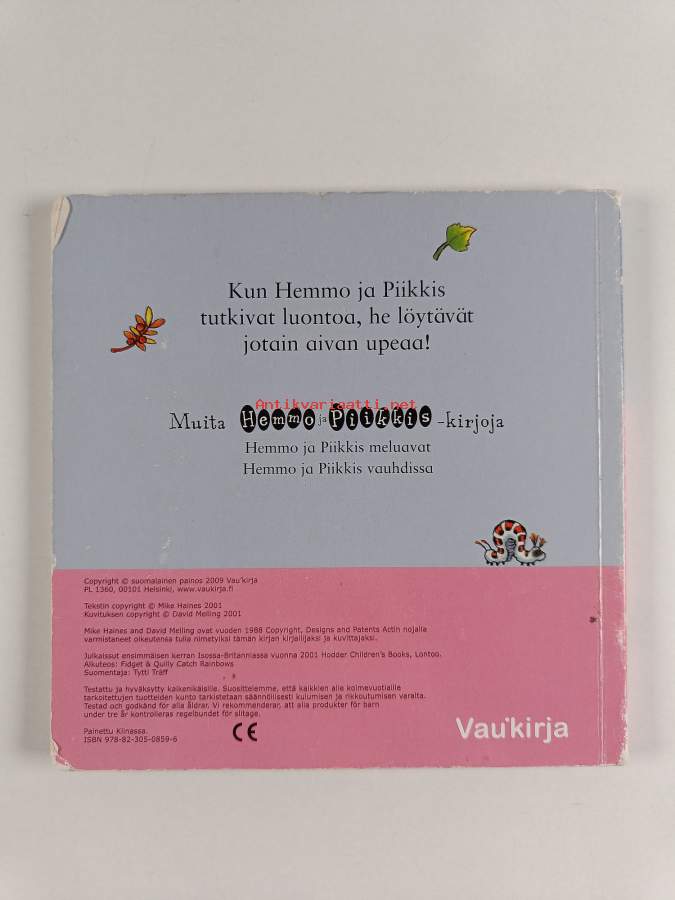 Kun Hemmo ja Piikkis
tutkivat luontoa, he löytävät
jotain aivan upeaa!
Antikvariaatti.net
Muita Hemmo ja Piikkis -kirjoja
Hemmo ja Piikkis meluavat
Hemmo ja Piikkis vauhdissa
Copyright © suomalainen painos 2009 Vau'kirja
PL 1360, 00101 Helsinki, www.vaukirja.fi
Tekstin copyright © Mike Haines 2001
Kuvituksen copyright © David Melling 2001
Mike Haines and David Melling ovat vuoden 1988 Copyright, Designs and Patents Actin nojalla
varmistaneet oikeutensa tulla nimetyiksi tämän kirjan kirjailijaksi ja kuvittajaksi.
Julkaissut ensimmäisen kerran Isossa-Britanniassa vuonna 2001 Hodder Children's Books, Lontoo.
Alkuteos: Fidget & Quilly Catch Rainbows
Suomentaja: Tytti Träff
Testattu ja hyväksytty kaikenikäisille. Suosittelemme, että kaikkien alle kolmevuotiaille
tarkoitettujen tuotteiden kunto tarkistetaan säännöllisesti kulumisen ja rikkoutumisen varalta.
Testad och godkänd för alla åldrar. Vi rekommenderar, att alla produkter för barn
under tre år kontrolleras regelbundet för slitage.
Painettu Kiinassa.
ISBN 978-82-305-0859-6
CE
Vau'kirja